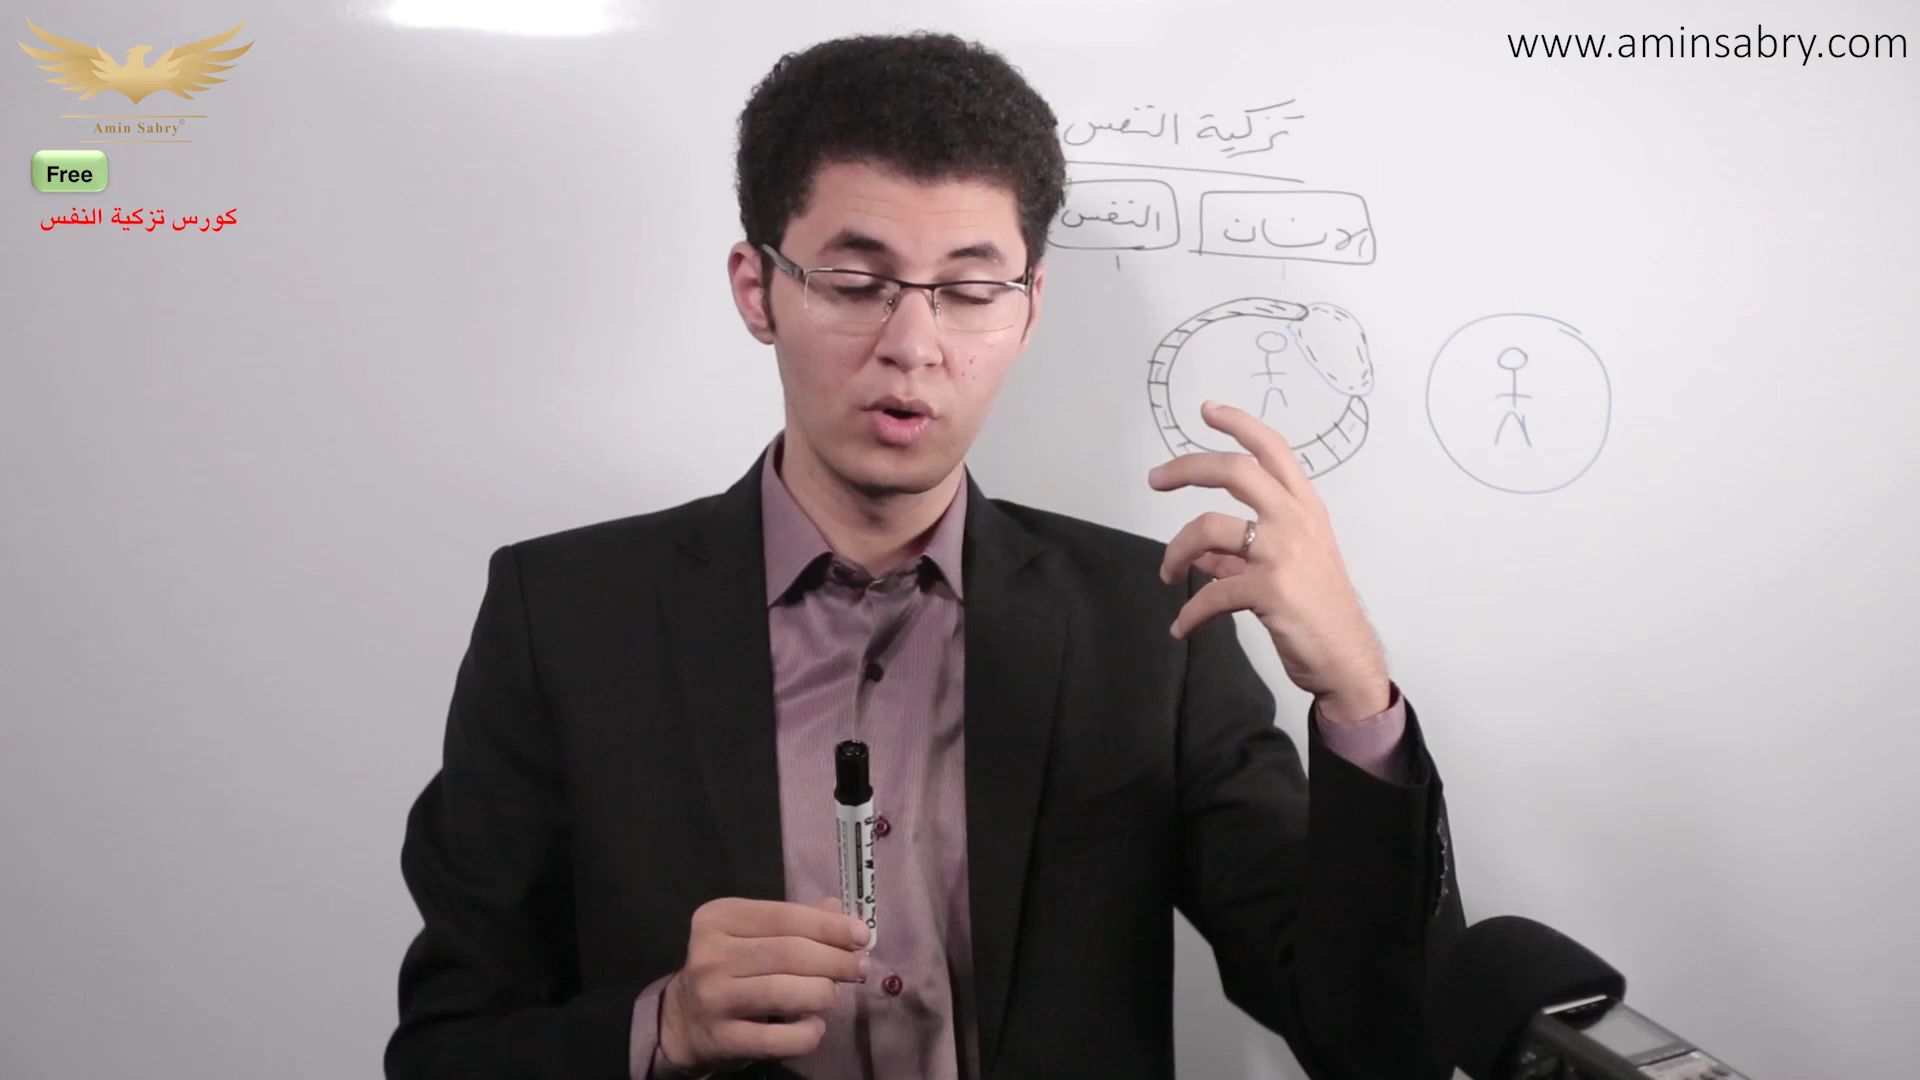 www.aminsabry.com
Amin Sabry©
Free
كورس تزكية النفس
تزكية النفس
الانسان
النفس